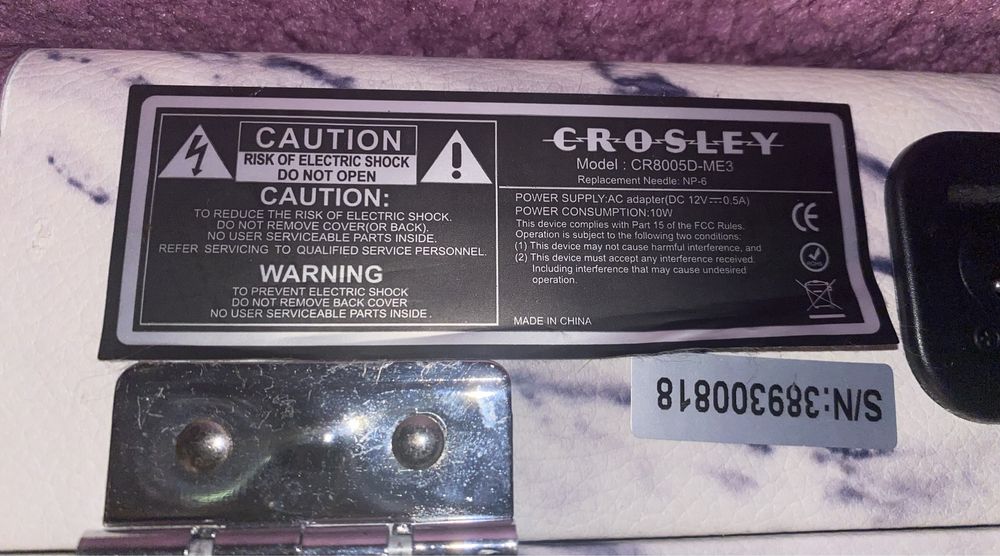 CAUTION
RISK OF ELECTRIC SHOCK
DO NOT OPEN
CAUTION:
TO REDUCE THE RISK OF ELECTRIC SHOCK.
DO NOT REMOVE COVER(OR BACK).
NO USER SERVICEABLE PARTS INSIDE.
REFER SERVICING TO QUALIFIED SERVICE PERSONNEL.
WARNING
TO PREVENT ELECTRIC SHOCK
DO NOT REMOVE BACK COVER
NO USER SERVICEABLE PARTS INSIDE.
CROSLEY
Model : CR8005D-ME3
Replacement Needle: NP-6
POWER SUPPLY:AC adapter(DC 12V⎓0.5A)
POWER CONSUMPTION:10W
This device complies with Part 15 of the FCC Rules.
Operation is subject to the following two conditions:
(1) This device may not cause harmful interference, and
(2) This device must accept any interference received.
Including interference that may cause undesired
operation.
CE
RoHS
MADE IN CHINA
S/N:389300818